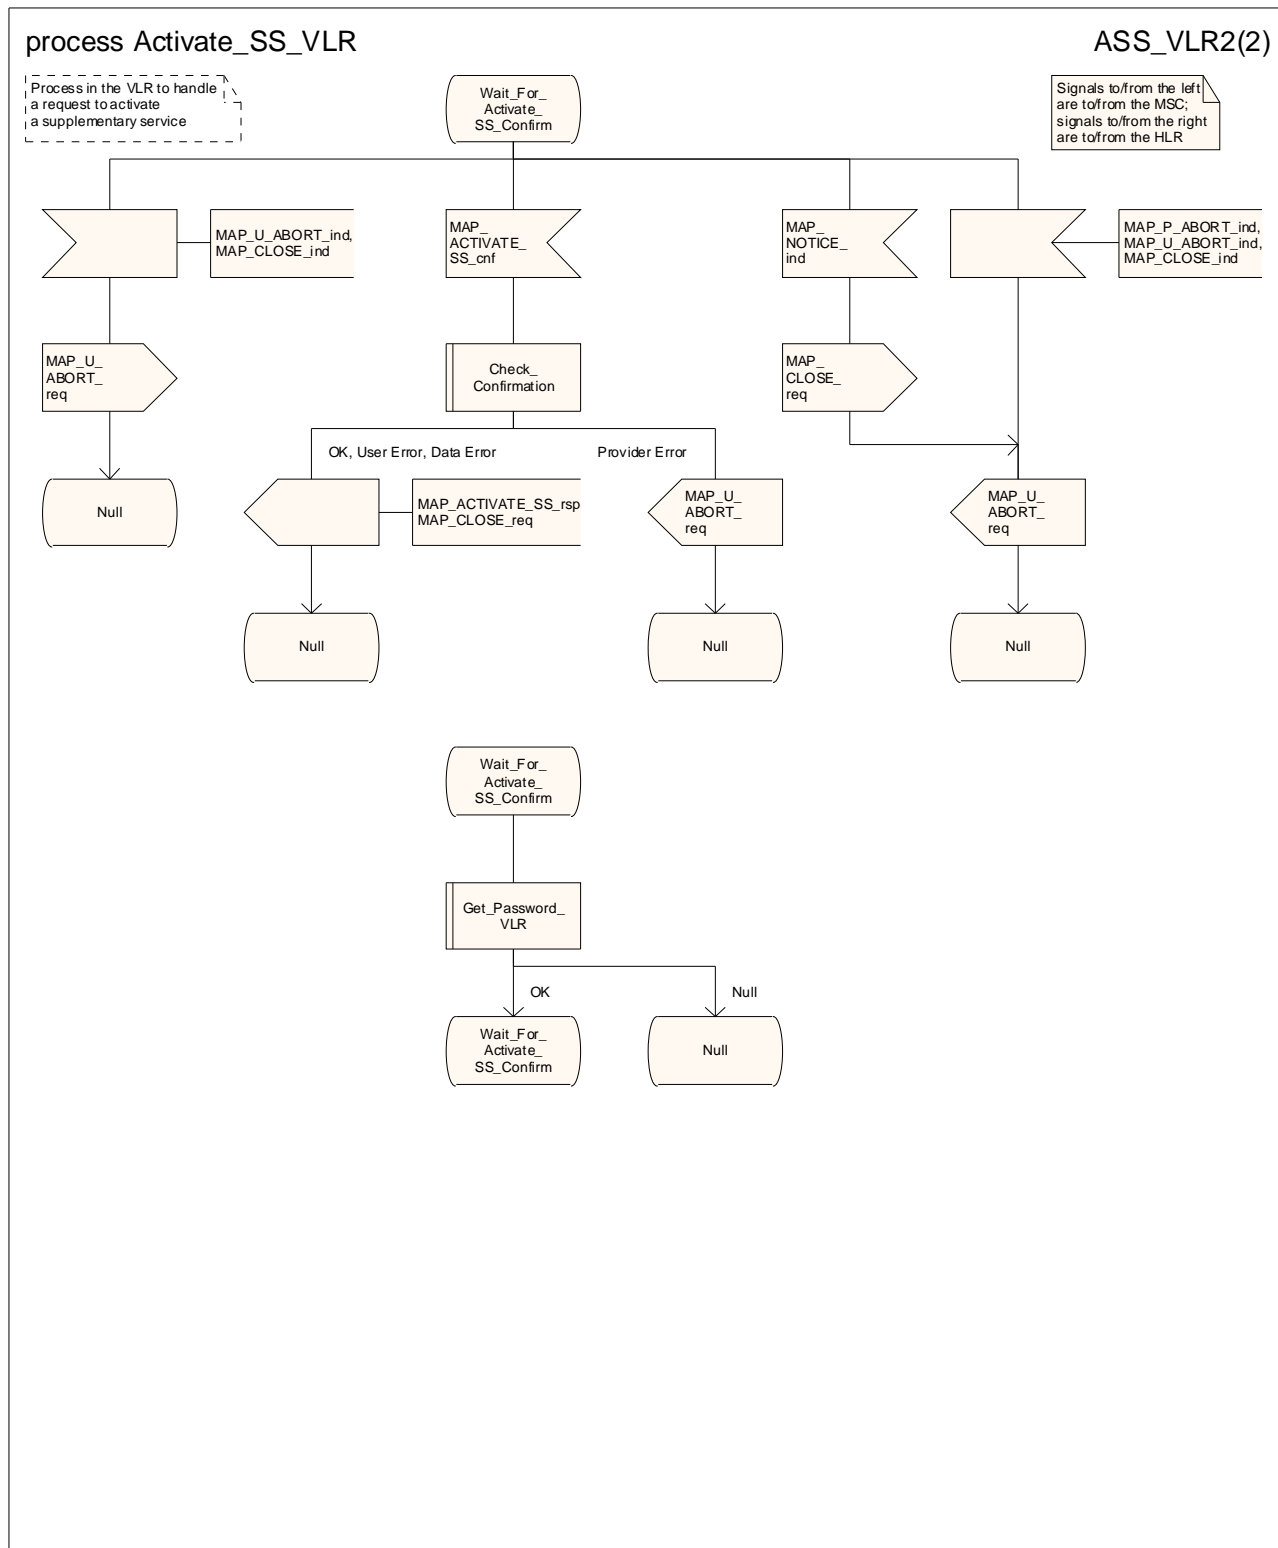 process Activate_SS_VLR
ASS_VLR2(2)
Process in the VLR to handle
a request to activate
a supplementary service
Wait_For_
Activate_
SS_Confirm
Signals to/from the left
are to/from the MSC;
signals to/from the right
are to/from the HLR
MAP_U_ABORT_ind,
MAP_CLOSE_ind
MAP_
ACTIVATE_
SS_cnf
MAP_
NOTICE_
ind
MAP_P_ABORT_ind,
MAP_U_ABORT_ind,
MAP_CLOSE_ind
MAP_U_
ABORT_
req
Check_
Confirmation
MAP_
CLOSE_
req
OK, User Error, Data Error
Provider Error
Null
MAP_ACTIVATE_SS_rsp
MAP_CLOSE_req
MAP_U_
ABORT_
req
MAP_U_
ABORT_
req
Null
Null
Null
Wait_For_
Activate_
SS_Confirm
Get_Password_
VLR
OK
Null
Wait_For_
Activate_
SS_Confirm
Null